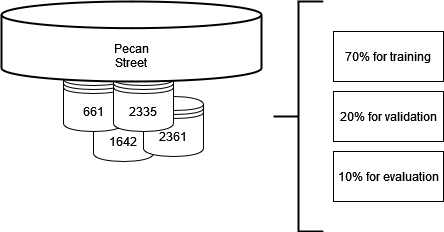 Pecan
Street
661
2335
1642
2361
70% for training
20% for validation
10% for evaluation